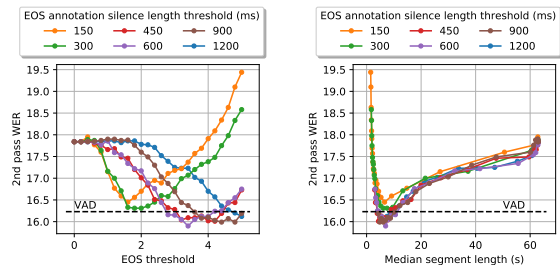 EOS annotation silence length threshold (ms)
150 450 900
300 600 1200
19.5
19.0
18.5
18.0
17.5
17.0
16.5
16.0
2nd pass WER
VAD
0 2 4
EOS threshold
EOS annotation silence length threshold (ms)
150 450 900
300 600 1200
19.5
19.0
18.5
18.0
17.5
17.0
16.5
16.0
2nd pass WER
VAD
0 20 40 60
Median segment length (s)